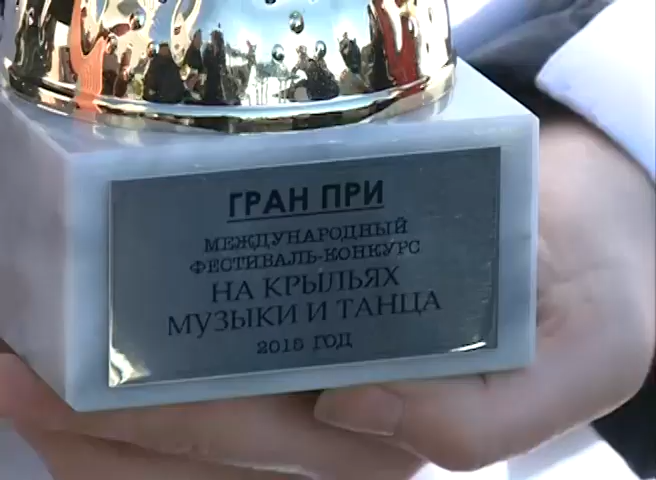 ГРАН ПРИ
МЕЖДУНАРОДНЫЙ
ФЕСТИВАЛЬ-КОНКУРС
НА КРЫЛЬЯХ
МУЗЫКИ И ТАНЦА
2015 ГОД